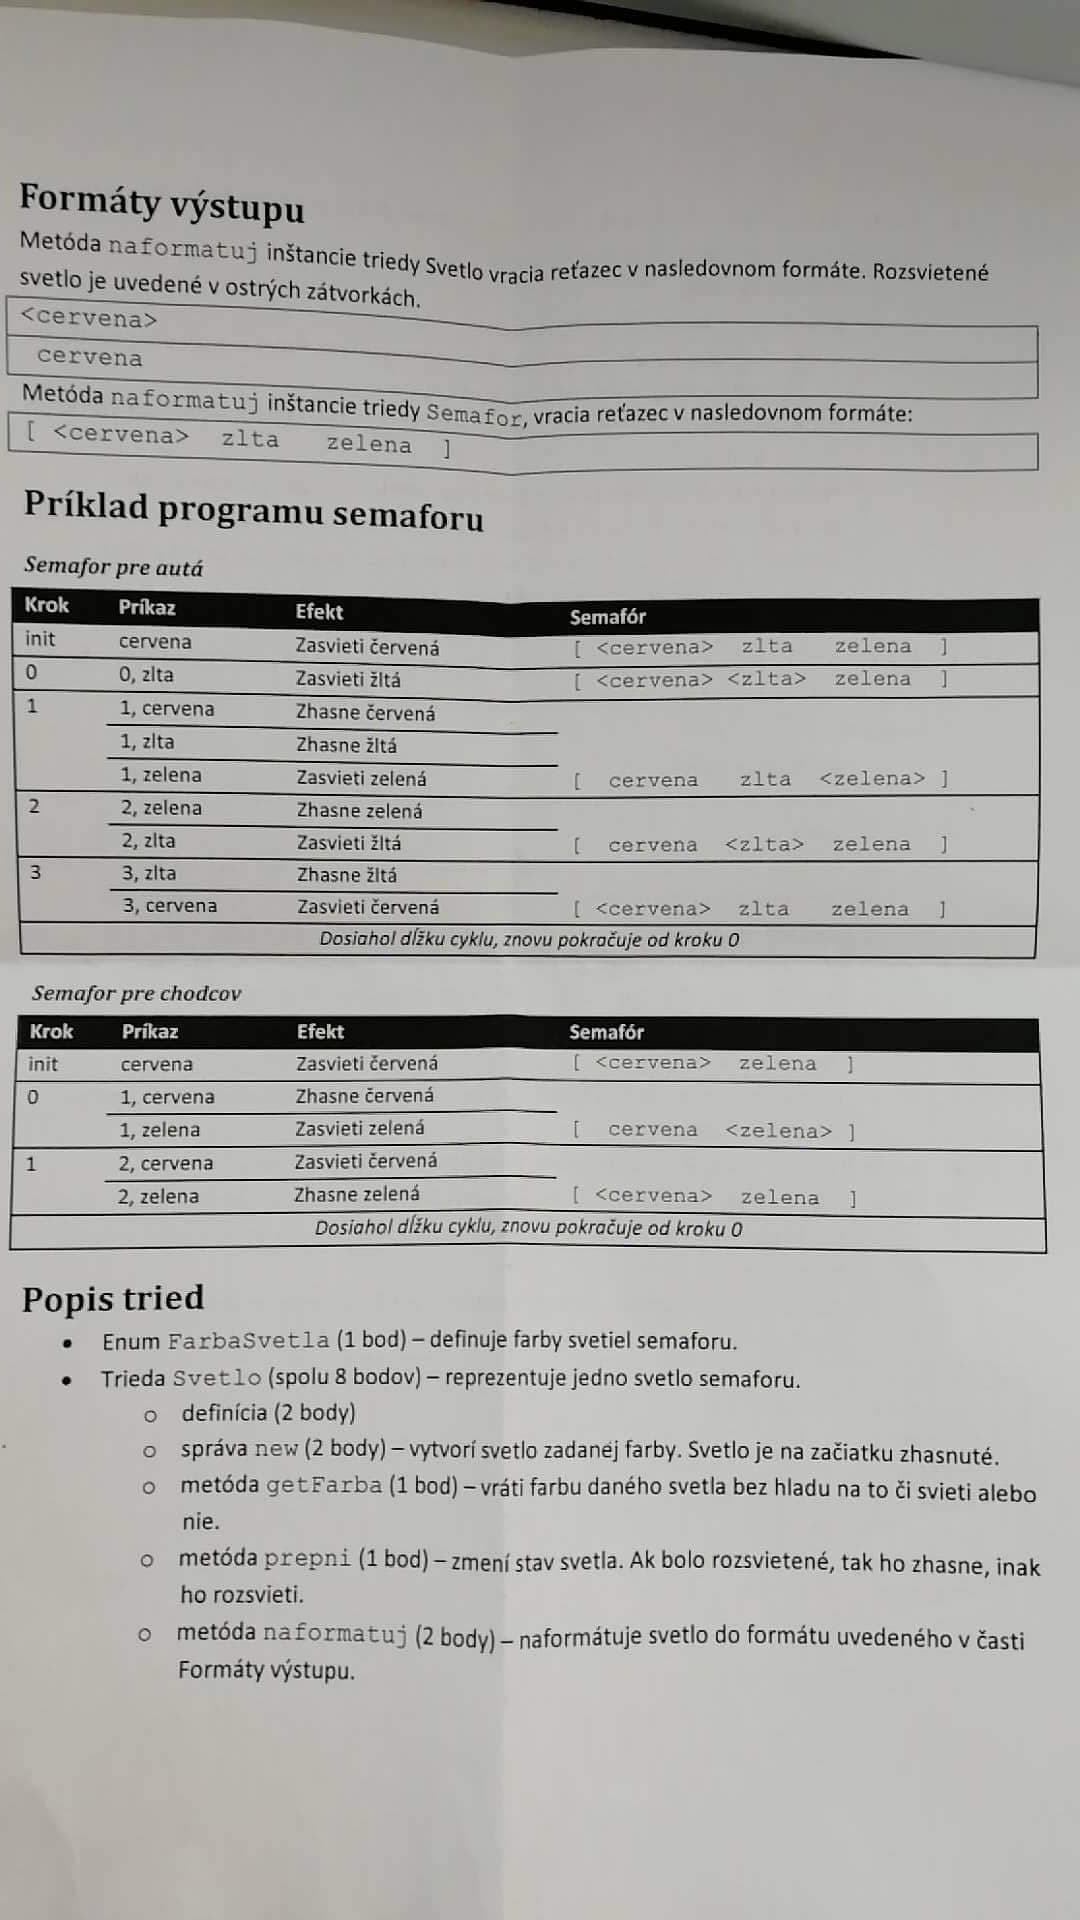 Formáty výstupu
Metóda naformatuj inštancie triedy Svetlo vracia reťazec v nasledovnom formáte. Rozsvietené
svetlo je uvedené v ostrých zátvorkách.
<cervena>
cervena
Metóda naformatuj inštancie triedy Semafor, vracia reťazec v nasledovnom formáte:
[ <cervena> zlta zelena ]
Príklad programu semaforu
Semafor pre autá
Krok Príkaz Efekt Semafór
init cervena Zasvieti červená [ <cervena> zlta zelena ]
0 0, zlta Zasvieti žltá [ <cervena> <zlta> zelena ]
1 1, cervena Zhasne červená
1, zlta Zhasne žltá
1, zelena Zasvieti zelená [ cervena zlta <zelena> ]
2 2, zelena Zhasne zelená
2, zlta Zasvieti žltá [ cervena <zlta> zelena ]
3 3, zlta Zhasne žltá
3, cervena Zasvieti červená [ <cervena> zlta zelena ]
Dosiahol dĺžku cyklu, znovu pokračuje od kroku 0
Semafor pre chodcov
Krok Príkaz Efekt Semafór
init cervena Zasvieti červená [ <cervena> zelena ]
0 1, cervena Zhasne červená
1, zelena Zasvieti zelená [ cervena <zelena> ]
1 2, cervena Zasvieti červená
2, zelena Zhasne zelená [ <cervena> zelena ]
Dosiahol dĺžku cyklu, znovu pokračuje od kroku 0
Popis tried
• Enum FarbaSvetla (1 bod) – definuje farby svetiel semaforu.
• Trieda Svetlo (spolu 8 bodov) – reprezentuje jedno svetlo semaforu.
o definícia (2 body)
o správa new (2 body) – vytvorí svetlo zadanej farby. Svetlo je na začiatku zhasnuté.
o metóda getFarba (1 bod) – vráti farbu daného svetla bez hladu na to či svieti alebo
nie.
o metóda prepni (1 bod) – zmení stav svetla. Ak bolo rozsvietené, tak ho zhasne, inak
ho rozsvieti.
o metóda naformatuj (2 body) – naformátuje svetlo do formátu uvedeného v časti
Formáty výstupu.